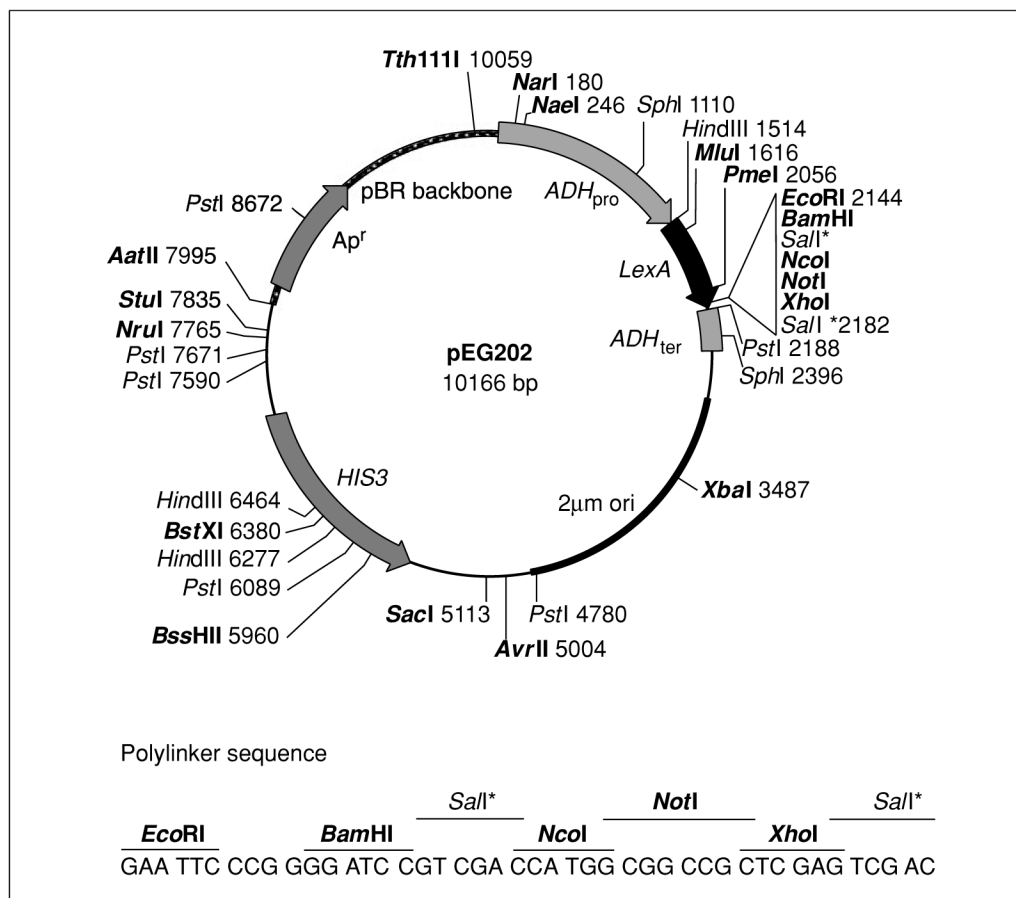 Tth111I 10059
NarI 180
NaeI 246
SphI 1110
HindIII 1514
MluI 1616
PmeI 2056
EcoRI 2144
BamHI
SalI*
NcoI
NotI
XhoI
SalI *2182
PstI 2188
SphI 2396
ADHpro
LexA
ADHter
pBR backbone
Apr
PstI 8672
AatII 7995
StuI 7835
NruI 7765
PstI 7671
PstI 7590
pEG202
10166 bp
HIS3
2μm ori
XbaI 3487
HindIII 6464
BstXI 6380
HindIII 6277
PstI 6089
BssHII 5960
SacI 5113
PstI 4780
AvrII 5004
Polylinker sequence
SalI* NotI SalI*
EcoRI BamHI NcoI XhoI
GAA TTC CCGG GGG ATC C GT CGA CCA TGG CGG CCG CTC GAG TCG AC